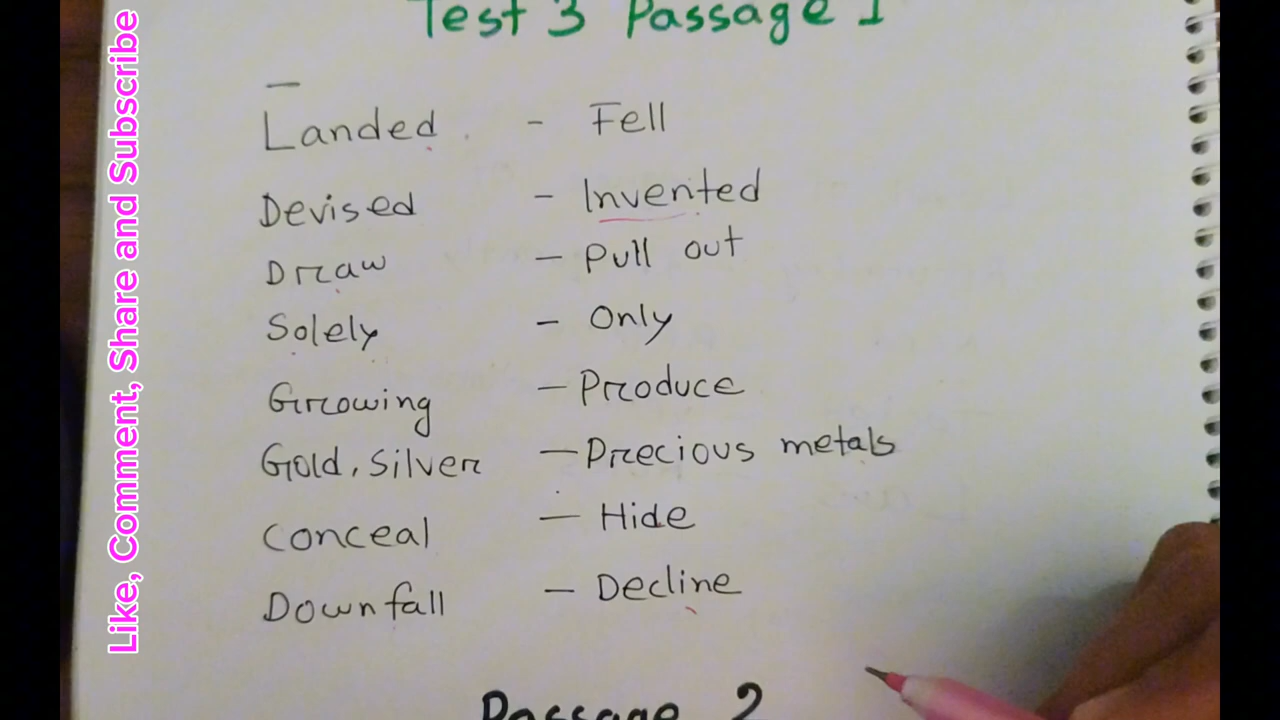 Test 3 Passage 1
Landed - Fell
Devised - Invented
Draw - Pull out
Solely - Only
Growing - Produce
Gold, Silver - Precious metals
Conceal - Hide
Downfall - Decline
Passage 2
Like, Comment, Share and Subscribe